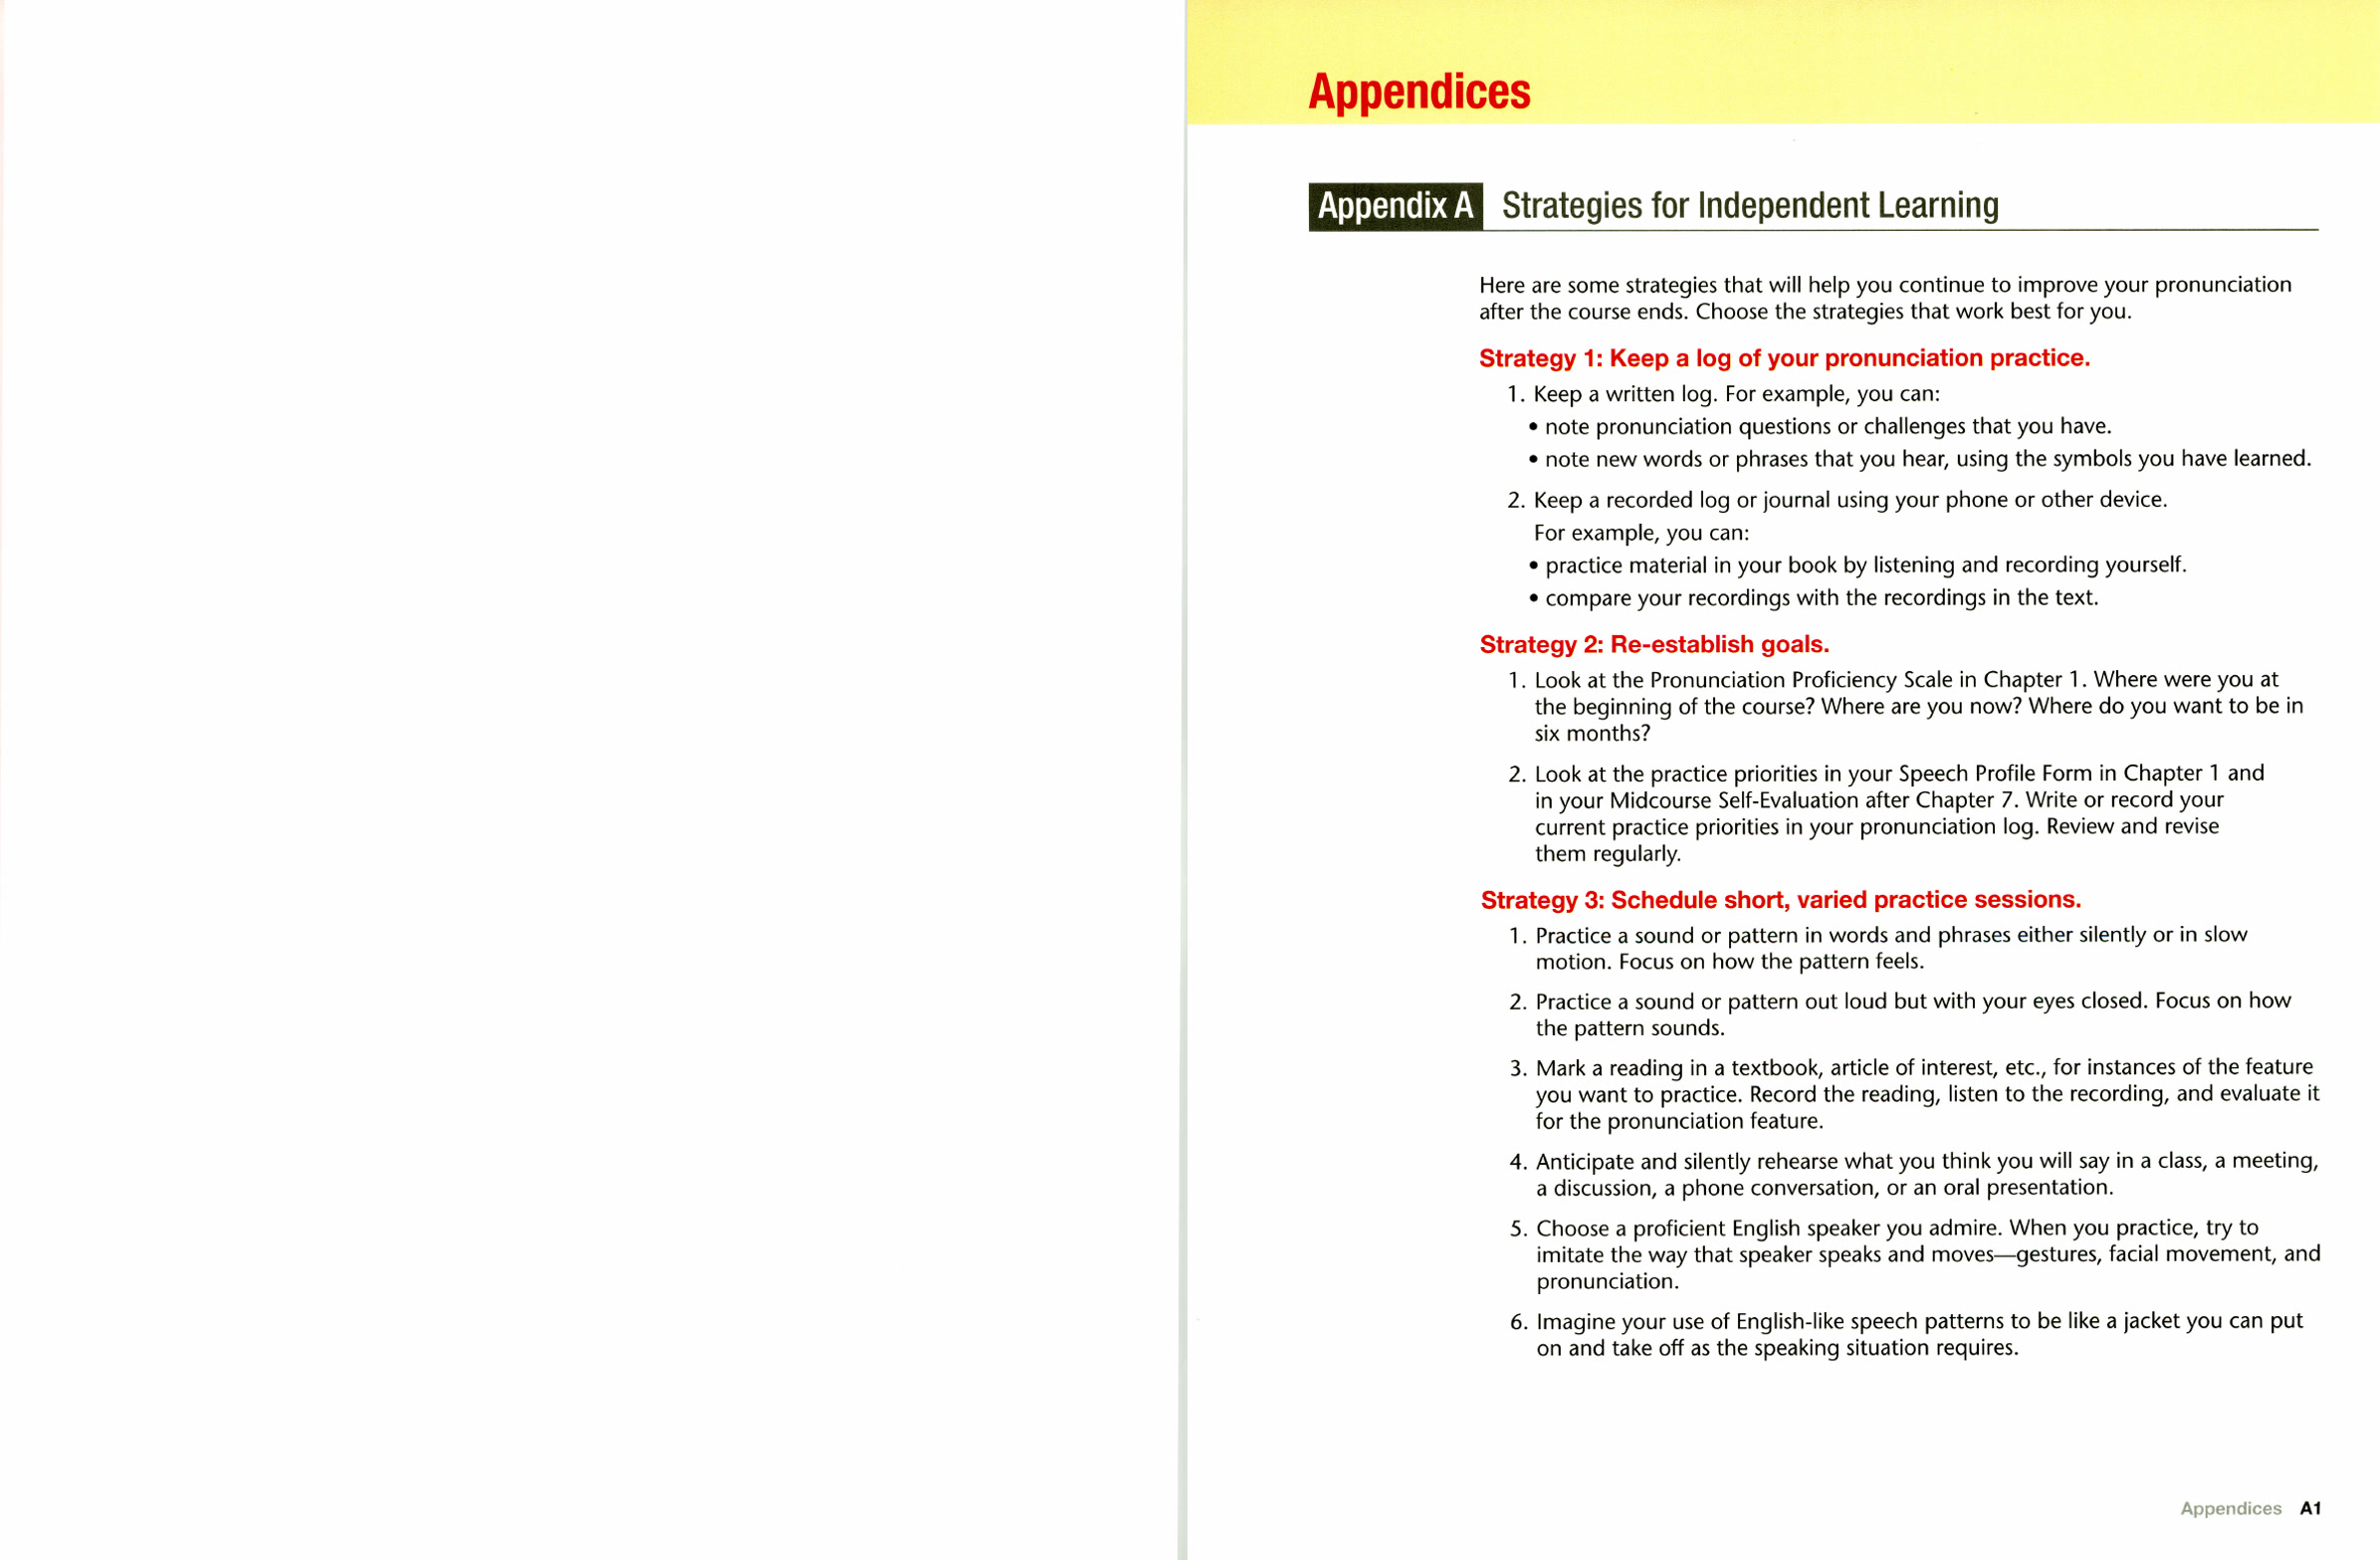 Appendices
Appendix A Strategies for Independent Learning
Here are some strategies that will help you continue to improve your pronunciation
after the course ends. Choose the strategies that work best for you.
Strategy 1: Keep a log of your pronunciation practice.
1. Keep a written log. For example, you can:
• note pronunciation questions or challenges that you have.
• note new words or phrases that you hear, using the symbols you have learned.
2. Keep a recorded log or journal using your phone or other device.
For example, you can:
• practice material in your book by listening and recording yourself.
• compare your recordings with the recordings in the text.
Strategy 2: Re-establish goals.
1. Look at the Pronunciation Proficiency Scale in Chapter 1. Where were you at
the beginning of the course? Where are you now? Where do you want to be in
six months?
2. Look at the practice priorities in your Speech Profile Form in Chapter 1 and
in your Midcourse Self-Evaluation after Chapter 7. Write or record your
current practice priorities in your pronunciation log. Review and revise
them regularly.
Strategy 3: Schedule short, varied practice sessions.
1. Practice a sound or pattern in words and phrases either silently or in slow
motion. Focus on how the pattern feels.
2. Practice a sound or pattern out loud but with your eyes closed. Focus on how
the pattern sounds.
3. Mark a reading in a textbook, article of interest, etc., for instances of the feature
you want to practice. Record the reading, listen to the recording, and evaluate it
for the pronunciation feature.
4. Anticipate and silently rehearse what you think you will say in a class, a meeting,
a discussion, a phone conversation, or an oral presentation.
5. Choose a proficient English speaker you admire. When you practice, try to
imitate the way that speaker speaks and moves—gestures, facial movement, and
pronunciation.
6. Imagine your use of English-like speech patterns to be like a jacket you can put
on and take off as the speaking situation requires.
Appendices A1